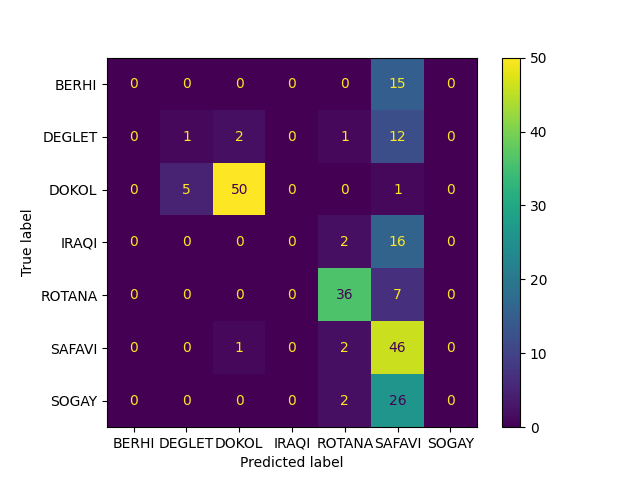 BERHI 0 0 0 0 0 15 0
DEGLET 0 1 2 0 1 12 0
DOKOL 0 5 50 0 0 1 0
IRAQI 0 0 0 0 2 16 0
ROTANA 0 0 0 0 36 7 0
SAFAVI 0 0 1 0 2 46 0
SOGAY 0 0 0 0 2 26 0
BERHI DEGLET DOKOL IRAQI ROTANA SAFAVI SOGAY
Predicted label
True label
50
40
30
20
10
0